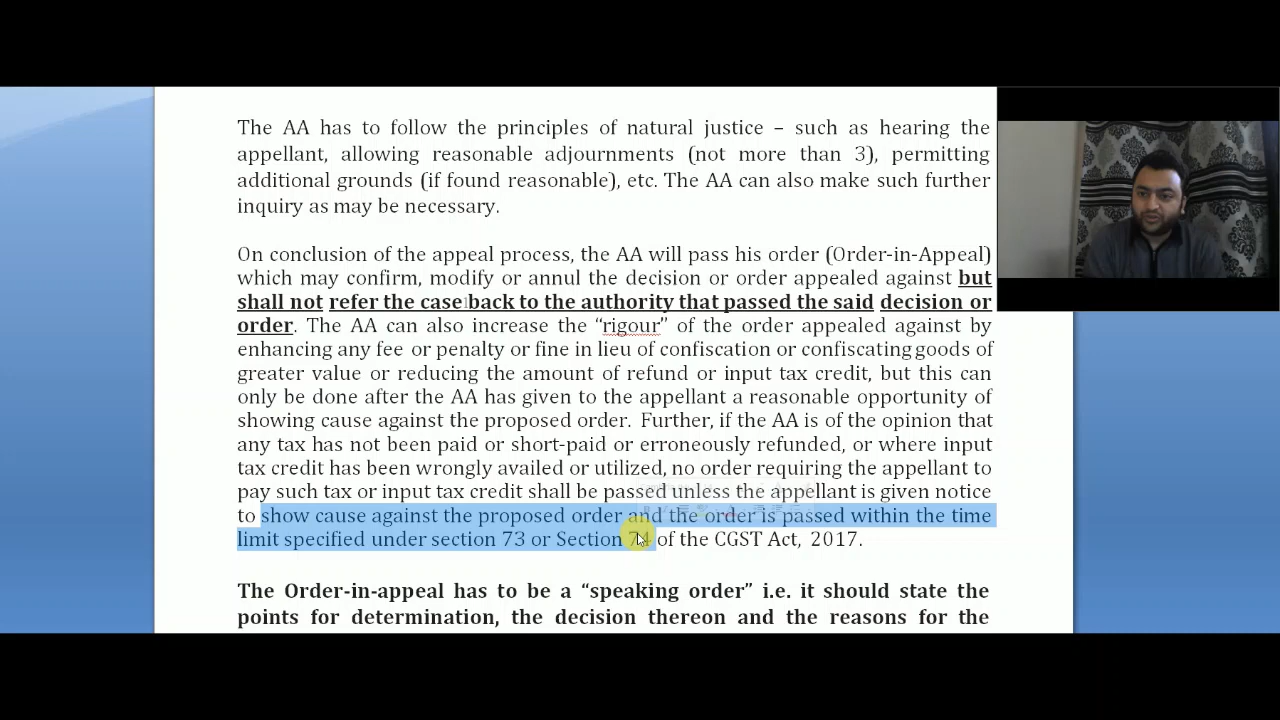 The AA has to follow the principles of natural justice – such as hearing the
appellant, allowing reasonable adjournments (not more than 3), permitting
additional grounds (if found reasonable), etc. The AA can also make such further
inquiry as may be necessary.
On conclusion of the appeal process, the AA will pass his order (Order-in-Appeal)
which may confirm, modify or annul the decision or order appealed against but
shall not refer the case back to the authority that passed the said decision or
order. The AA can also increase the “rigour” of the order appealed against by
enhancing any fee or penalty or fine in lieu of confiscation or confiscating goods of
greater value or reducing the amount of refund or input tax credit, but this can
only be done after the AA has given to the appellant a reasonable opportunity of
showing cause against the proposed order. Further, if the AA is of the opinion that
any tax has not been paid or short-paid or erroneously refunded, or where input
tax credit has been wrongly availed or utilized, no order requiring the appellant to
pay such tax or input tax credit shall be passed unless the appellant is given notice
to show cause against the proposed order and the order is passed within the time
limit specified under section 73 or Section 74 of the CGST Act, 2017.
The Order-in-appeal has to be a “speaking order” i.e. it should state the
points for determination, the decision thereon and the reasons for the